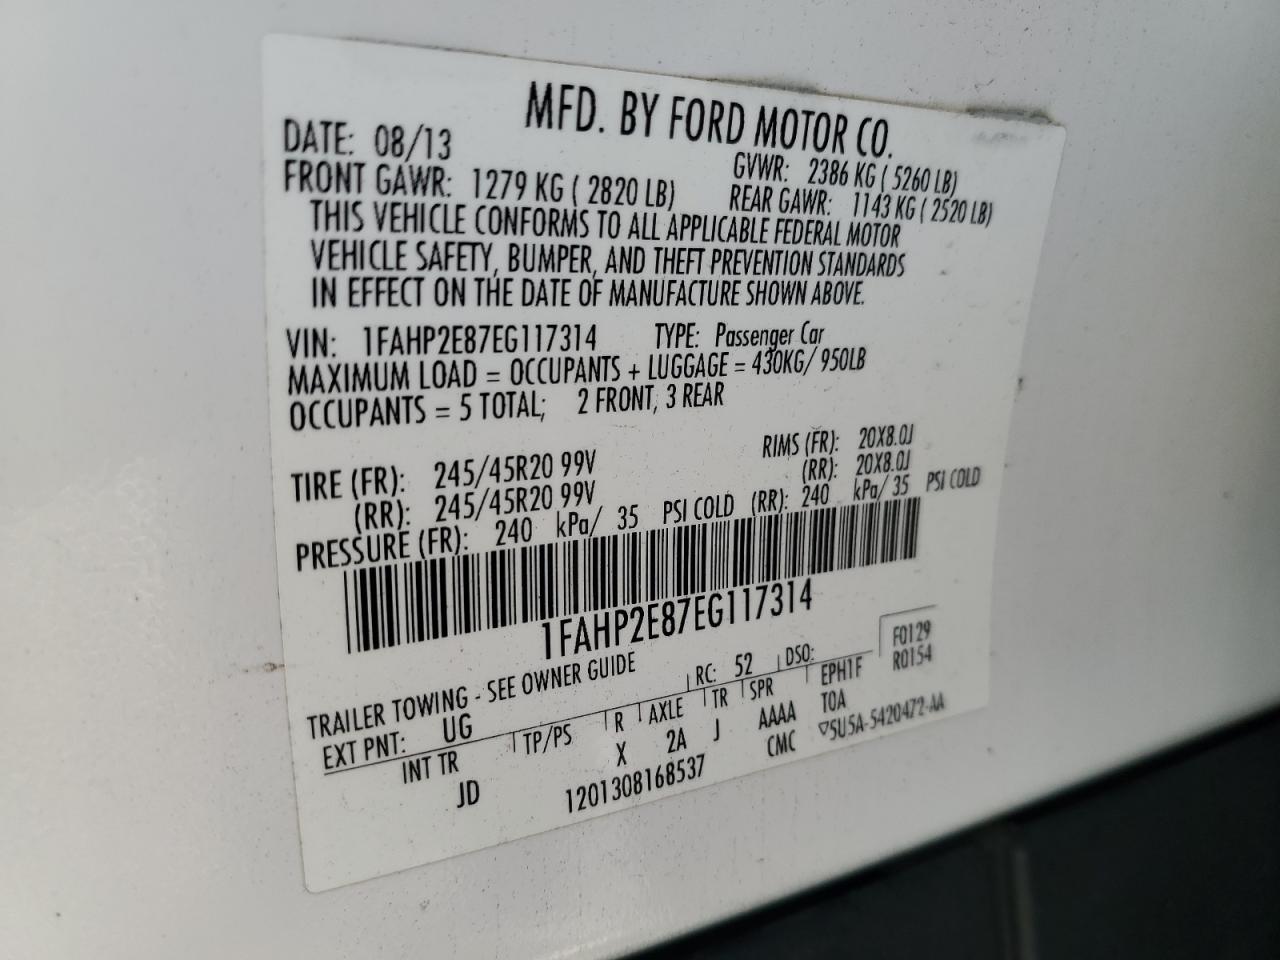 MFD. BY FORD MOTOR CO.
DATE: 08/13 GVWR: 2386 KG ( 5260 LB)
FRONT GAWR: 1279 KG ( 2820 LB) REAR GAWR: 1143 KG ( 2520 LB)
THIS VEHICLE CONFORMS TO ALL APPLICABLE FEDERAL MOTOR
VEHICLE SAFETY, BUMPER, AND THEFT PREVENTION STANDARDS
IN EFFECT ON THE DATE OF MANUFACTURE SHOWN ABOVE.
VIN: 1FAHP2E87EG117314 TYPE: Passenger Car
MAXIMUM LOAD = OCCUPANTS + LUGGAGE = 430KG/ 950LB
OCCUPANTS = 5 TOTAL; 2 FRONT, 3 REAR
TIRE (FR): 245/45R20 99V RIMS (FR): 20X8.0J
(RR): 245/45R20 99V (RR): 20X8.0J
PRESSURE (FR): 240 kPa/ 35 PSI COLD (RR): 240 kPa/ 35 PSI COLD
1FAHP2E87EG117314
F0129
TRAILER TOWING - SEE OWNER GUIDE RC: 52 DSO: R0154
EXT PNT: UG TP/PS R AXLE TR SPR EPH1F
INT TR X 2A J AAAA TOA
JD 1201308168537 CMC ▽5U5A-5420472-AA